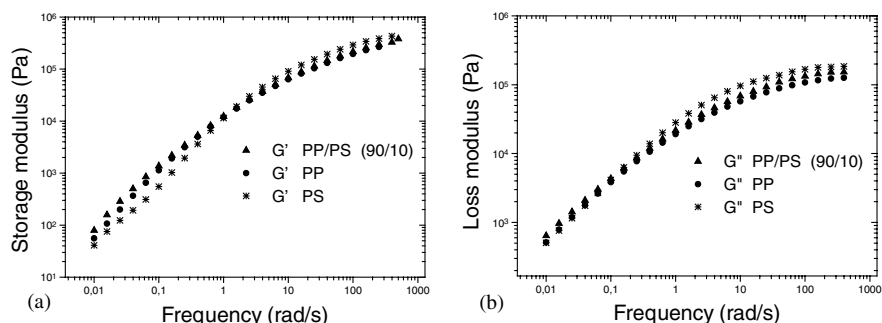 10⁶
10⁵
10⁴
10³
10²
10¹
Storage modulus (Pa)
G' PP/PS (90/10)
G' PP
G' PS
0,01 0,1 1 10 100 1000
Frequency (rad/s)
(a)
10⁶
10⁵
10⁴
10³
Loss modulus (Pa)
G" PP/PS (90/10)
G" PP
G" PS
0,01 0,1 1 10 100 1000
Frequency (rad/s)
(b)